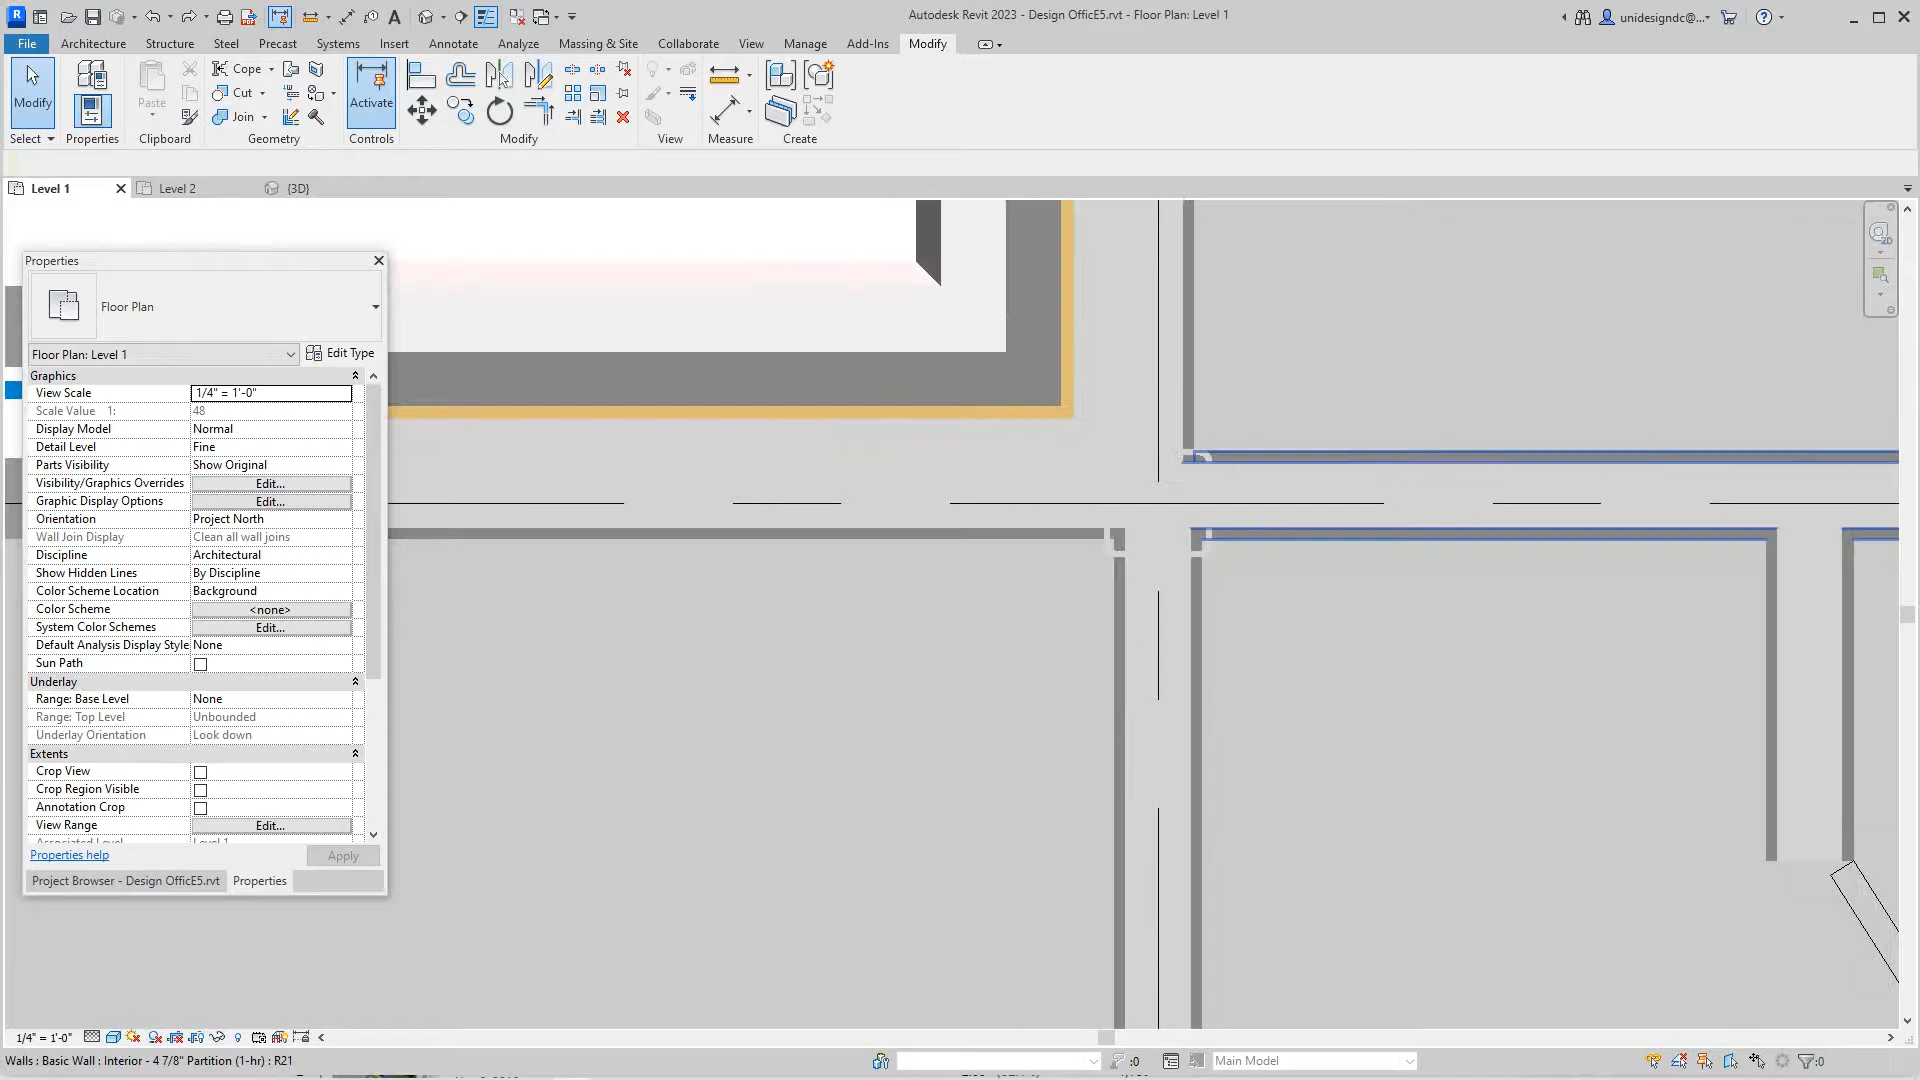 Autodesk Revit 2023 - Design OfficE5.rvt - Floor Plan: Level 1
unidesigndc@...
File Architecture Structure Steel Precast Systems Insert Annotate Analyze Massing & Site Collaborate View Manage Add-Ins Modify
Modify
Paste
Cope
Cut
Join
Activate
Select Properties Clipboard Geometry Controls Modify View Measure Create
Level 1 Level 2 {3D}
2D
Properties
Floor Plan
Floor Plan: Level 1 Edit Type
Graphics
View Scale 1/4" = 1'-0"
Scale Value 1: 48
Display Model Normal
Detail Level Fine
Parts Visibility Show Original
Visibility/Graphics Overrides Edit...
Graphic Display Options Edit...
Orientation Project North
Wall Join Display Clean all wall joins
Discipline Architectural
Show Hidden Lines By Discipline
Color Scheme Location Background
Color Scheme <none>
System Color Schemes Edit...
Default Analysis Display Style None
Sun Path
Underlay
Range: Base Level None
Range: Top Level Unbounded
Underlay Orientation Look down
Extents
Crop View
Crop Region Visible
Annotation Crop
View Range Edit...
Associated Level Level 1
Properties help Apply
Project Browser - Design OfficE5.rvt Properties
1/4" = 1'-0"
Walls : Basic Wall : Interior - 4 7/8" Partition (1-hr) : R21
:0
Main Model
:0